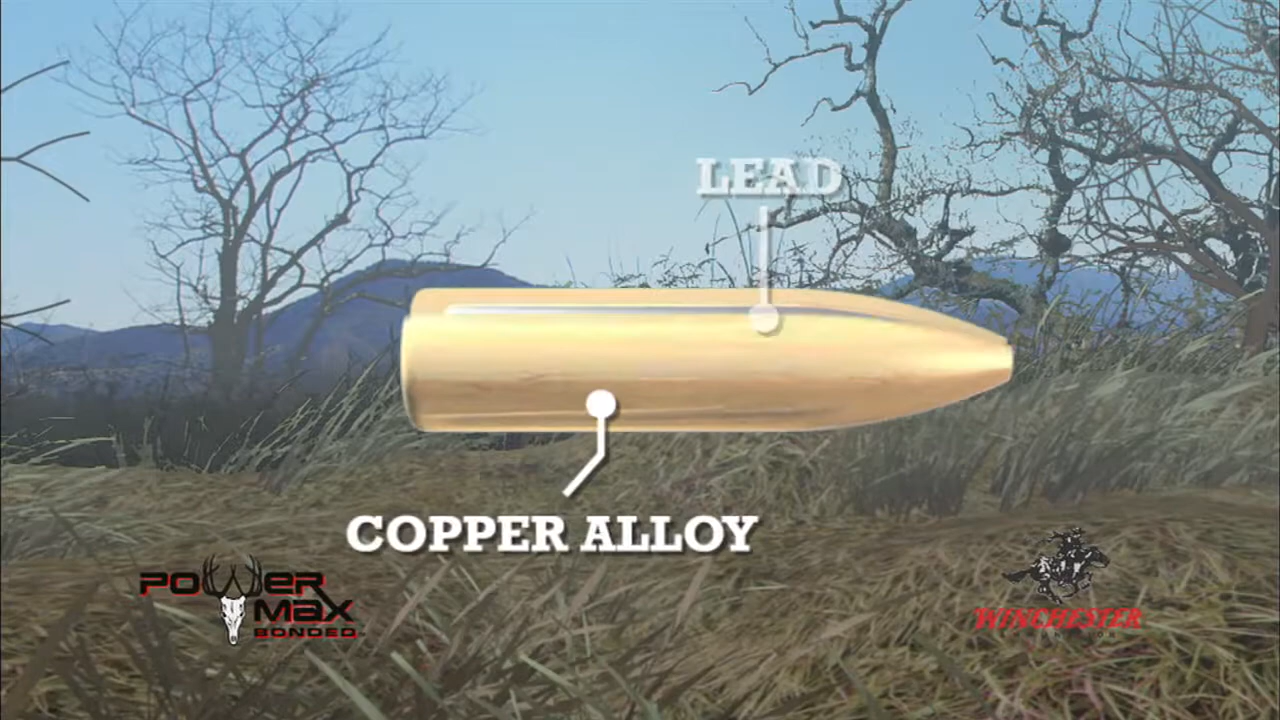 LEAD
COPPER ALLOY
POWER
MAX
BONDED
WINCHESTER